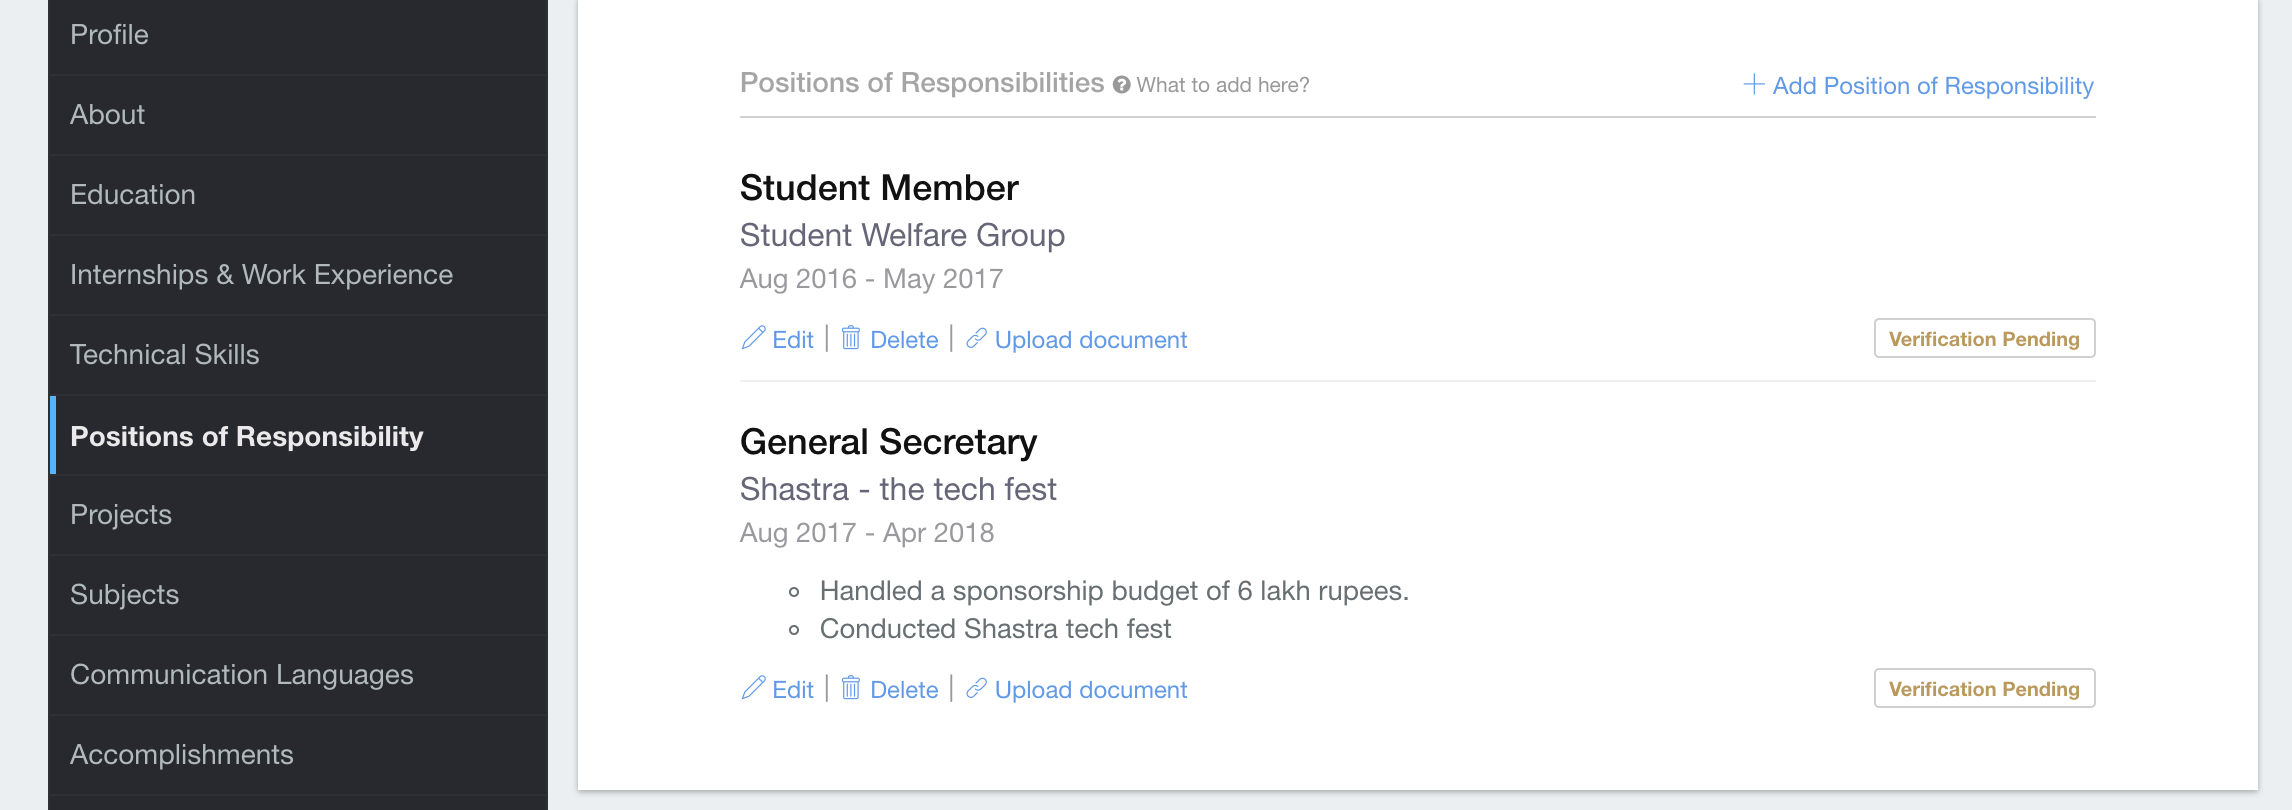 Profile
About
Education
Internships & Work Experience
Technical Skills
Positions of Responsibility
Projects
Subjects
Communication Languages
Accomplishments
Positions of Responsibilities ? What to add here?
+ Add Position of Responsibility
Student Member
Student Welfare Group
Aug 2016 - May 2017
Edit | Delete | Upload document
Verification Pending
General Secretary
Shastra - the tech fest
Aug 2017 - Apr 2018
Handled a sponsorship budget of 6 lakh rupees.
Conducted Shastra tech fest
Edit | Delete | Upload document
Verification Pending